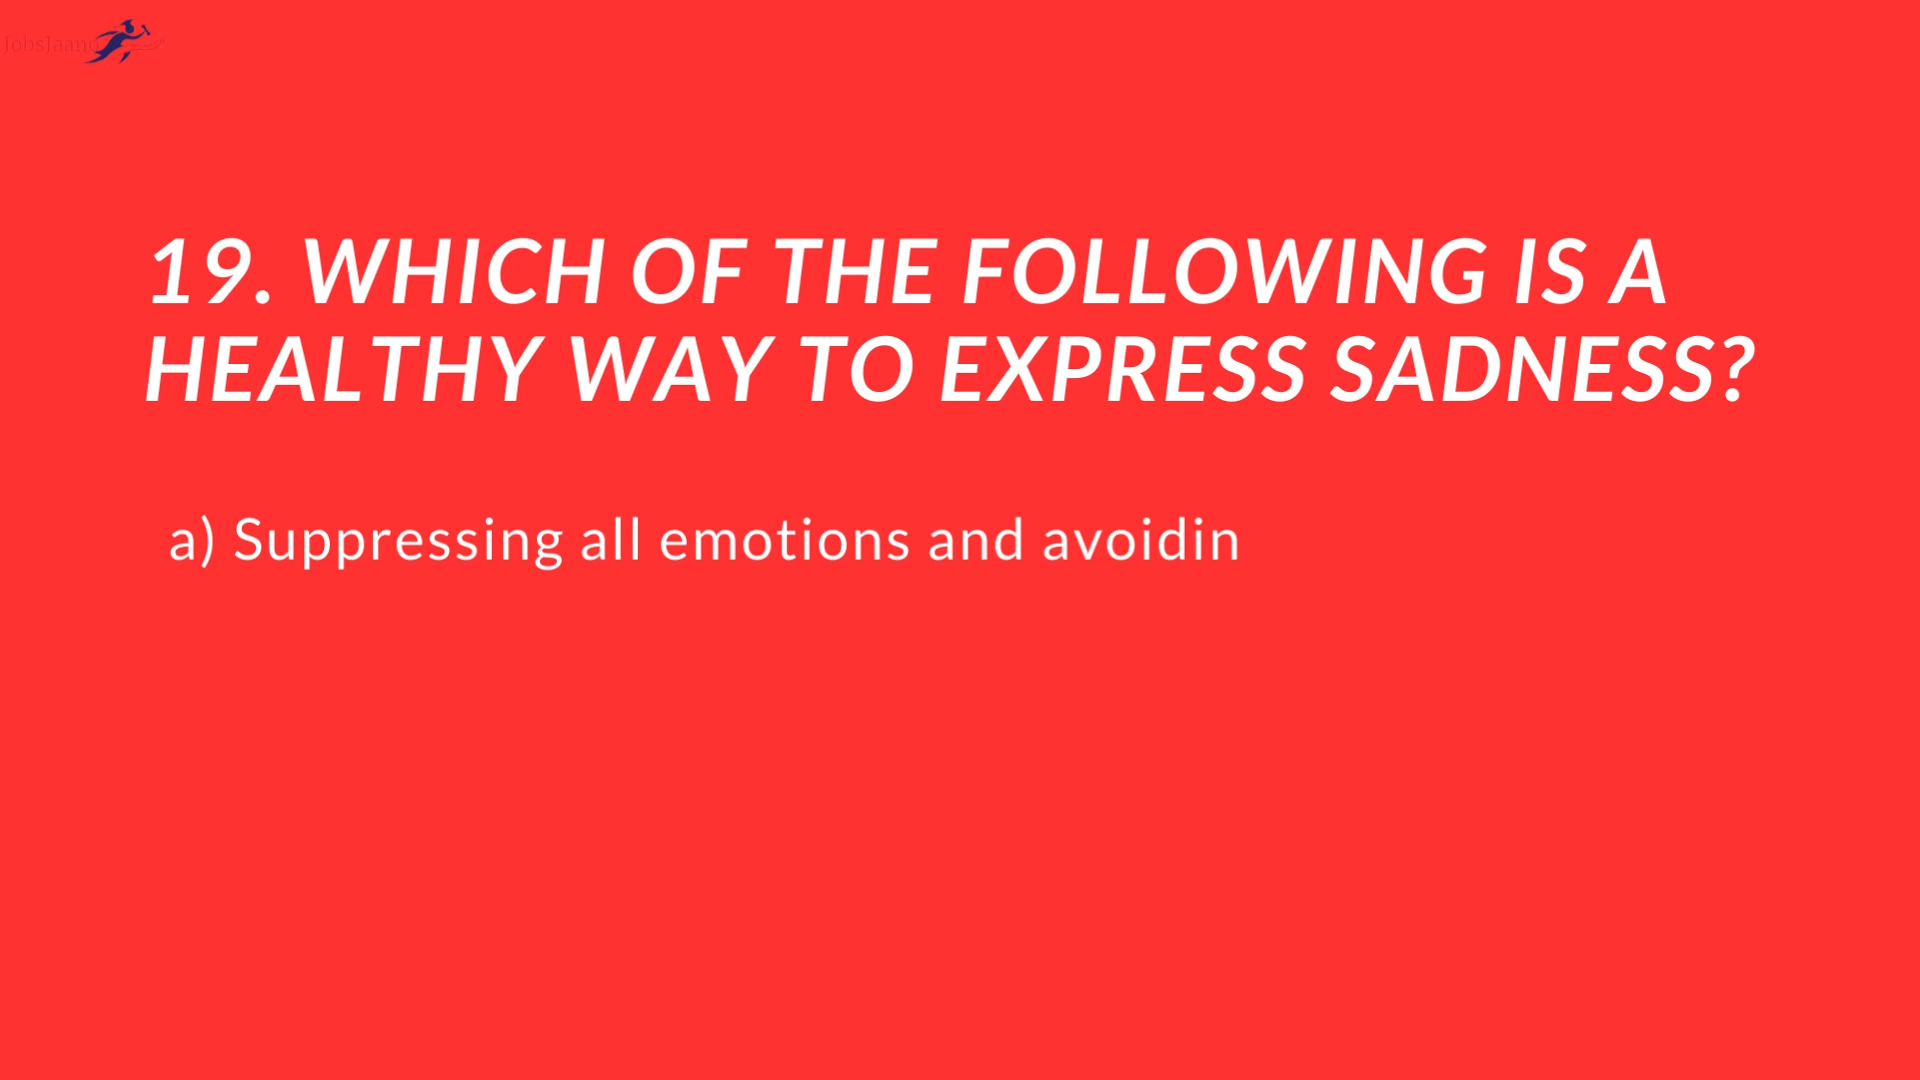 JobsJaano
19. WHICH OF THE FOLLOWING IS A
HEALTHY WAY TO EXPRESS SADNESS?
a) Suppressing all emotions and avoidin